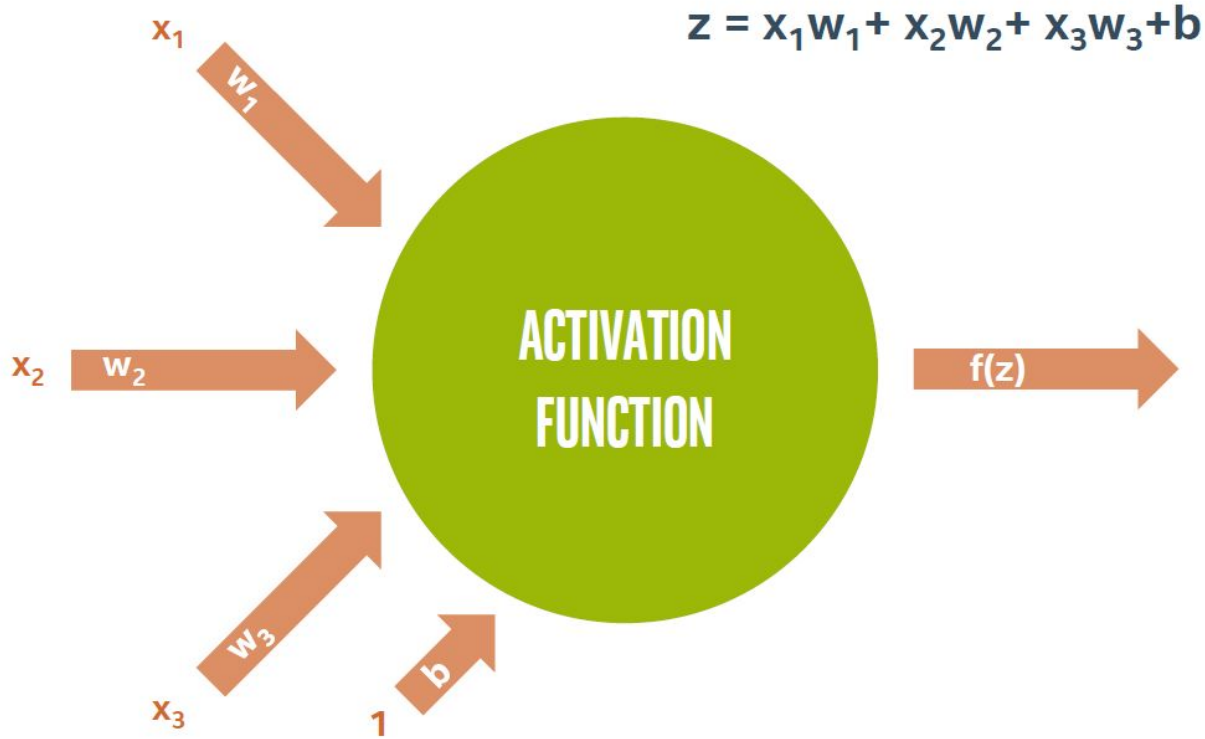 x₁
z = x₁w₁+ x₂w₂+ x₃w₃+b
w₁
ACTIVATION
FUNCTION
x₂
w₂
f(z)
w₃
x₃
b
1